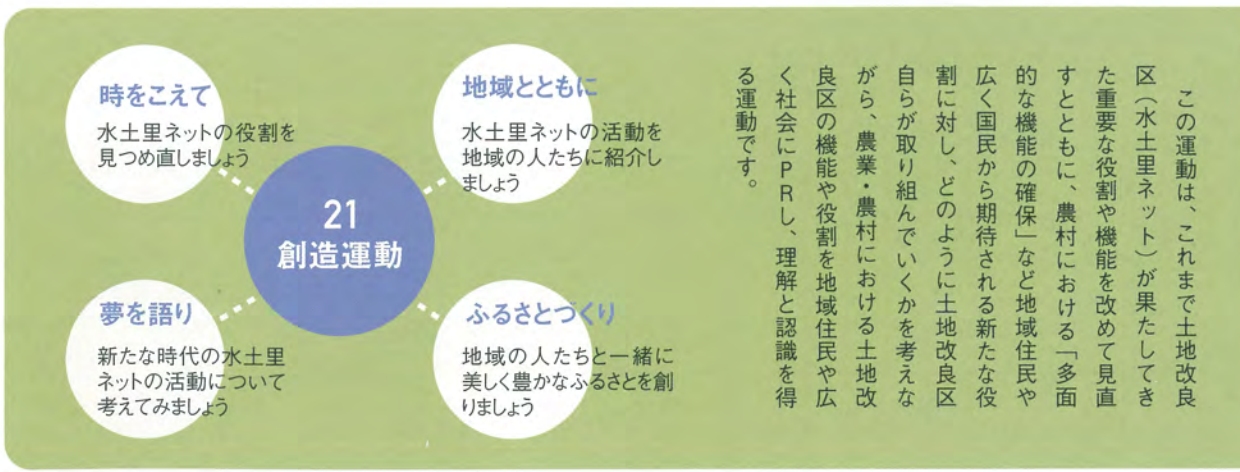 時をこえて
水土里ネットの役割を
見つめ直しましょう
地域とともに
水土里ネットの活動を
地域の人たちに紹介し
ましょう
21
創造運動
夢を語り
新たな時代の水土里
ネットの活動について
考えてみましょう
ふるさとづくり
地域の人たちと一緒に
美しく豊かなふるさとを創
りましょう
この運動は、これまで土地改良
区（水土里ネット）が果たしてき
た重要な役割や機能を改めて見直
すとともに、農村における「多面
的な機能の確保」など地域住民や
広く国民から期待される新たな役
割に対し、どのように土地改良区
自らが取り組んでいくかを考えな
がら、農業・農村における土地改
良区の機能や役割を地域住民や広
く社会にPRし、理解と認識を得
る運動です。